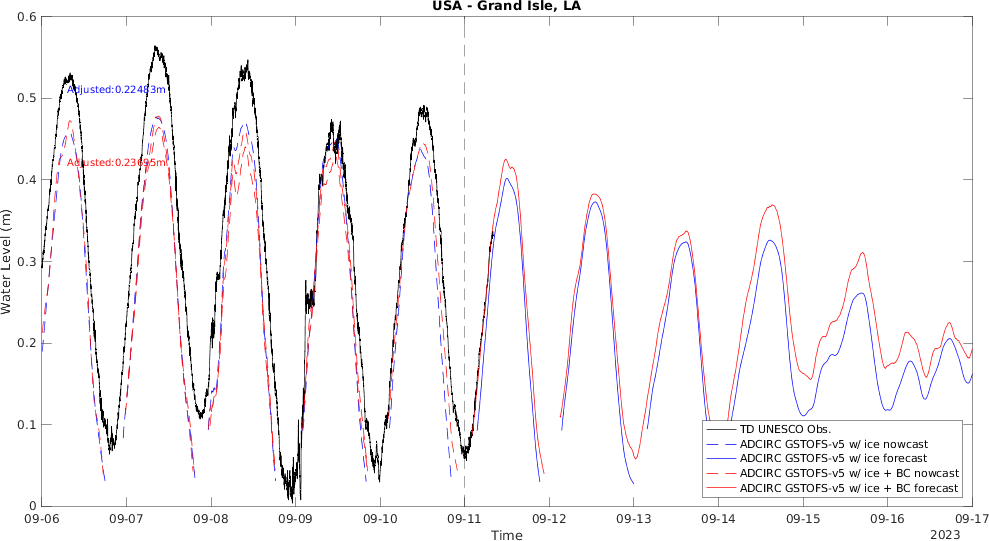 USA - Grand Isle, LA
0.6
0.5
0.4
0.3
0.2
0.1
0
Water Level (m)
Adjusted:0.22483m
Adjusted:0.23695m
TD UNESCO Obs.
ADCIRC GSTOFS-v5 w/ ice nowcast
ADCIRC GSTOFS-v5 w/ ice forecast
ADCIRC GSTOFS-v5 w/ ice + BC nowcast
ADCIRC GSTOFS-v5 w/ ice + BC forecast
09-06 09-07 09-08 09-09 09-10 09-11 09-12 09-13 09-14 09-15 09-16 09-17
Time
2023